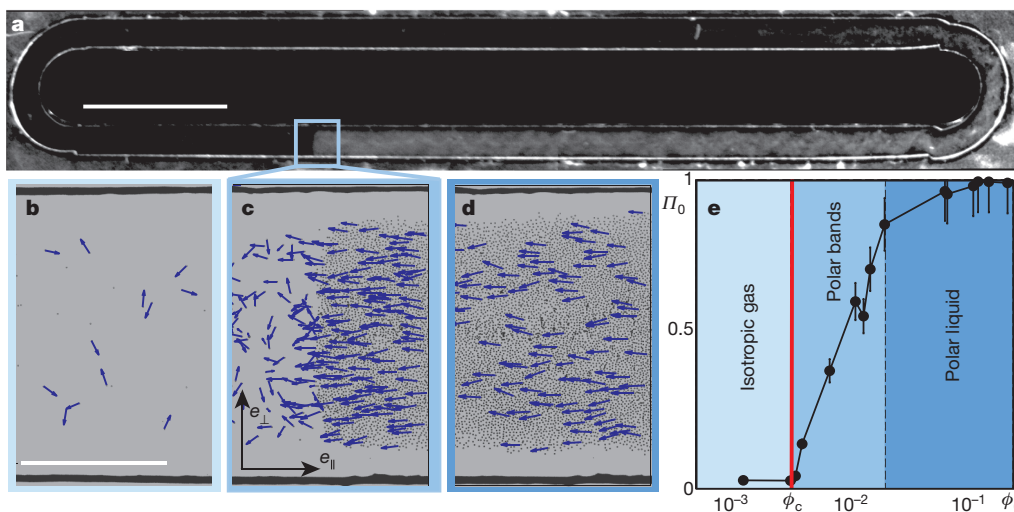 a
b
c
d
e
e⊥
e∥
Π₀
1
0.5
0
Isotropic gas
Polar bands
Polar liquid
10⁻³
ϕc
10⁻²
10⁻¹
ϕ